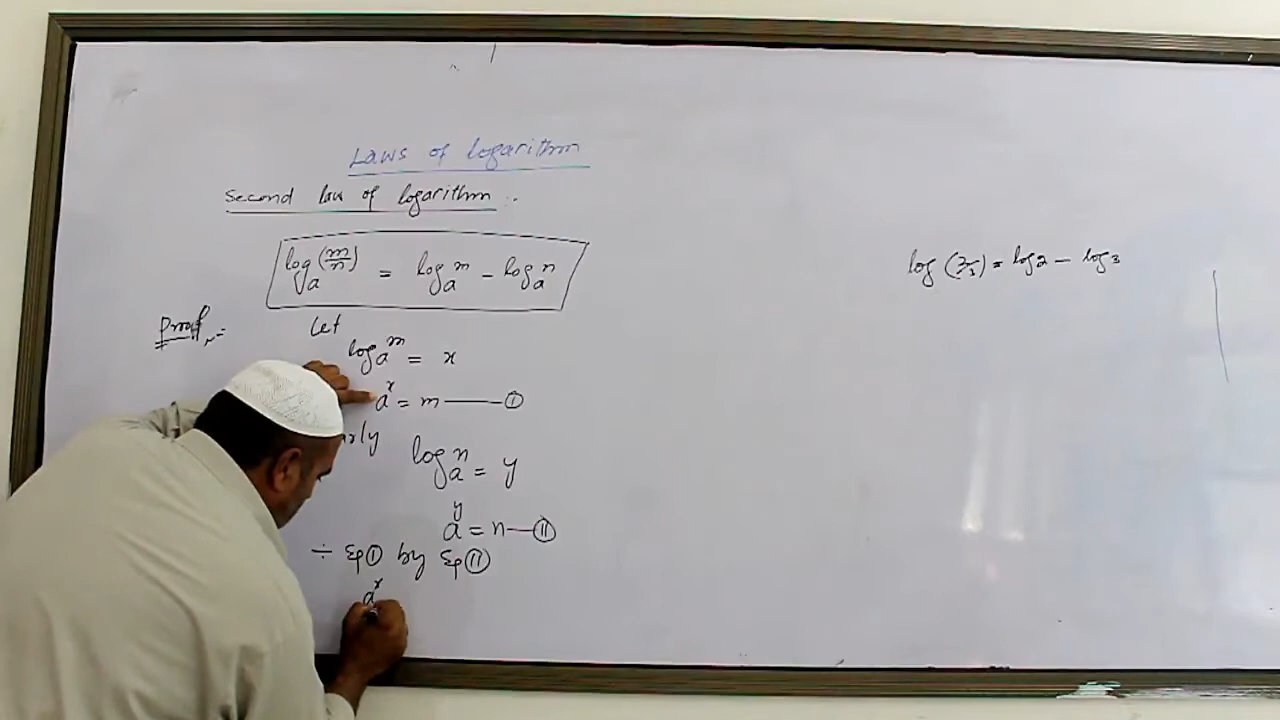 Laws of logarithm
Second law of logarithm :-
log_a (m/n) = log_a m - log_a n
Proof :-
Let
log_a m = x
a^x = m —— ①
arly
log_a n = y
a^y = n — ⑪
÷ Eq ① by Eq ⑪
a^x
log (2/3) = log 2 - log 3